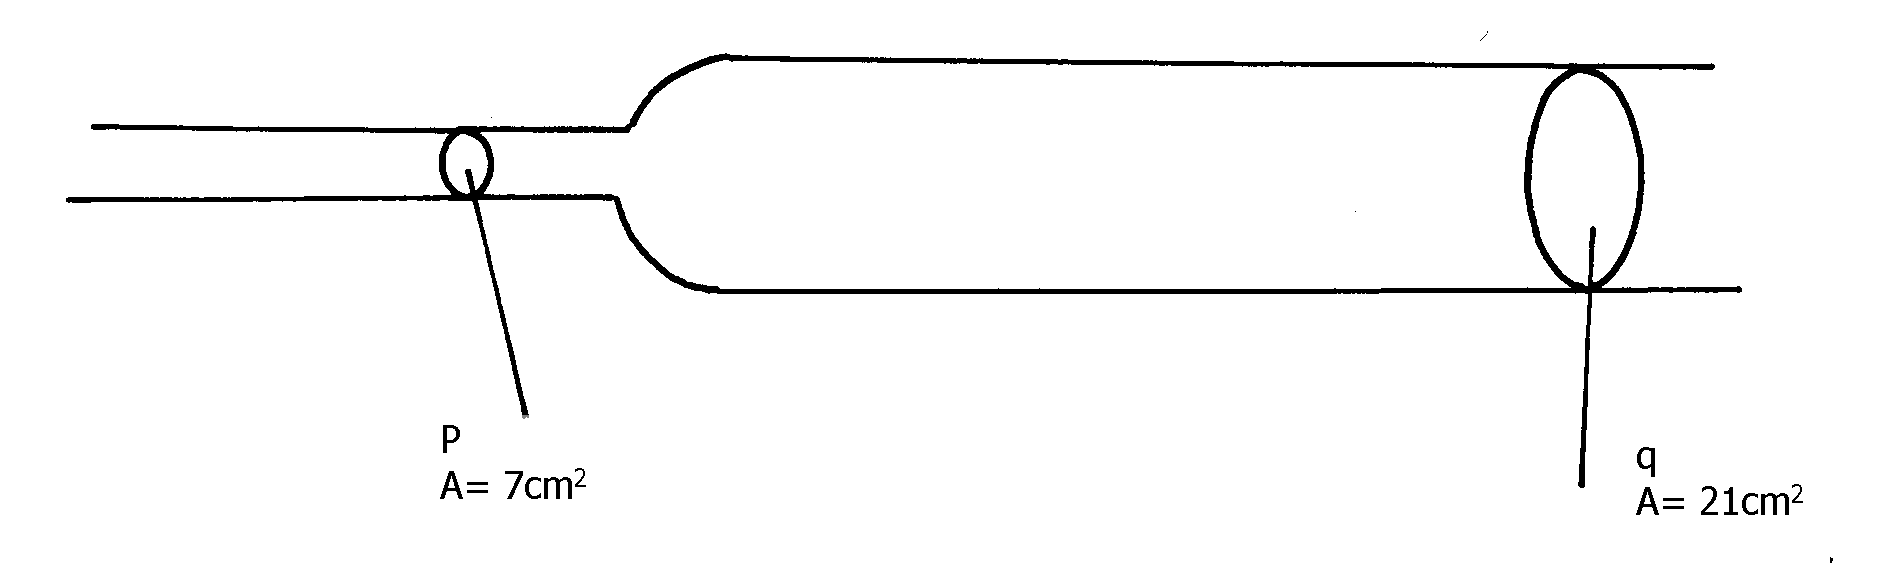 P
A= 7cm²
q
A= 21cm²